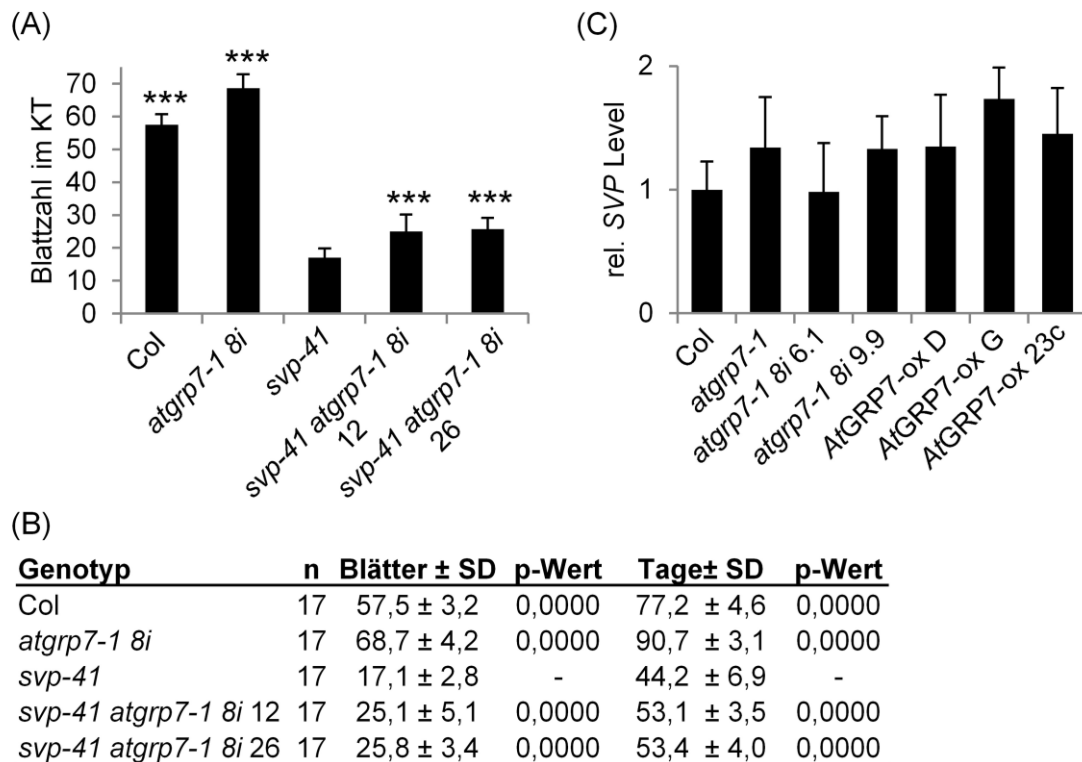 (A)
Blattzahl im KT
70
60
50
40
30
20
10
0
***
***
***
***
Col
atgrp7-1 8i
svp-41
svp-41 atgrp7-1 8i
12
svp-41 atgrp7-1 8i
26
(C)
rel. SVP Level
2
1
0
Col
atgrp7-1
atgrp7-1 8i 6.1
atgrp7-1 8i 9.9
AtGRP7-ox D
AtGRP7-ox G
AtGRP7-ox 23c
(B)
Genotyp n Blätter ± SD p-Wert Tage± SD p-Wert
Col 17 57,5 ± 3,2 0,0000 77,2 ± 4,6 0,0000
atgrp7-1 8i 17 68,7 ± 4,2 0,0000 90,7 ± 3,1 0,0000
svp-41 17 17,1 ± 2,8 - 44,2 ± 6,9 -
svp-41 atgrp7-1 8i 12 17 25,1 ± 5,1 0,0000 53,1 ± 3,5 0,0000
svp-41 atgrp7-1 8i 26 17 25,8 ± 3,4 0,0000 53,4 ± 4,0 0,0000